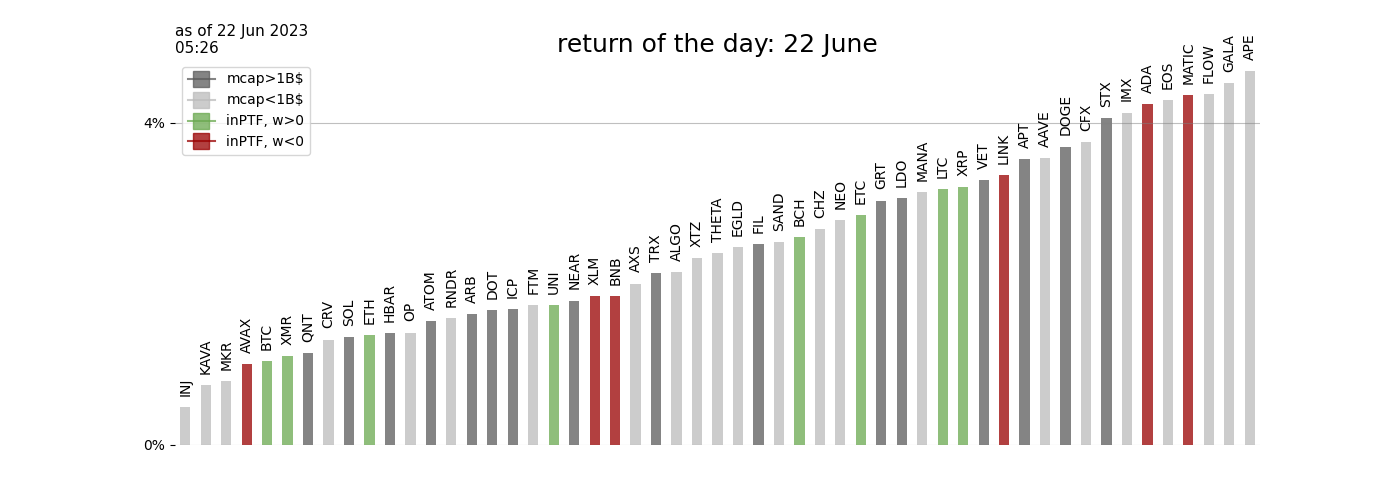 as of 22 Jun 2023
05:26
return of the day: 22 June
mcap>1B$
mcap<1B$
inPTF, w>0
inPTF, w<0
4%
0%
INJ
KAVA
MKR
AVAX
BTC
XMR
QNT
CRV
SOL
ETH
HBAR
OP
ATOM
RNDR
ARB
DOT
ICP
FTM
UNI
NEAR
XLM
BNB
AXS
TRX
ALGO
XTZ
THETA
EGLD
FIL
SAND
BCH
CHZ
NEO
ETC
GRT
LDO
MANA
LTC
XRP
VET
LINK
APT
AAVE
DOGE
CFX
STX
IMX
ADA
EOS
MATIC
FLOW
GALA
APE